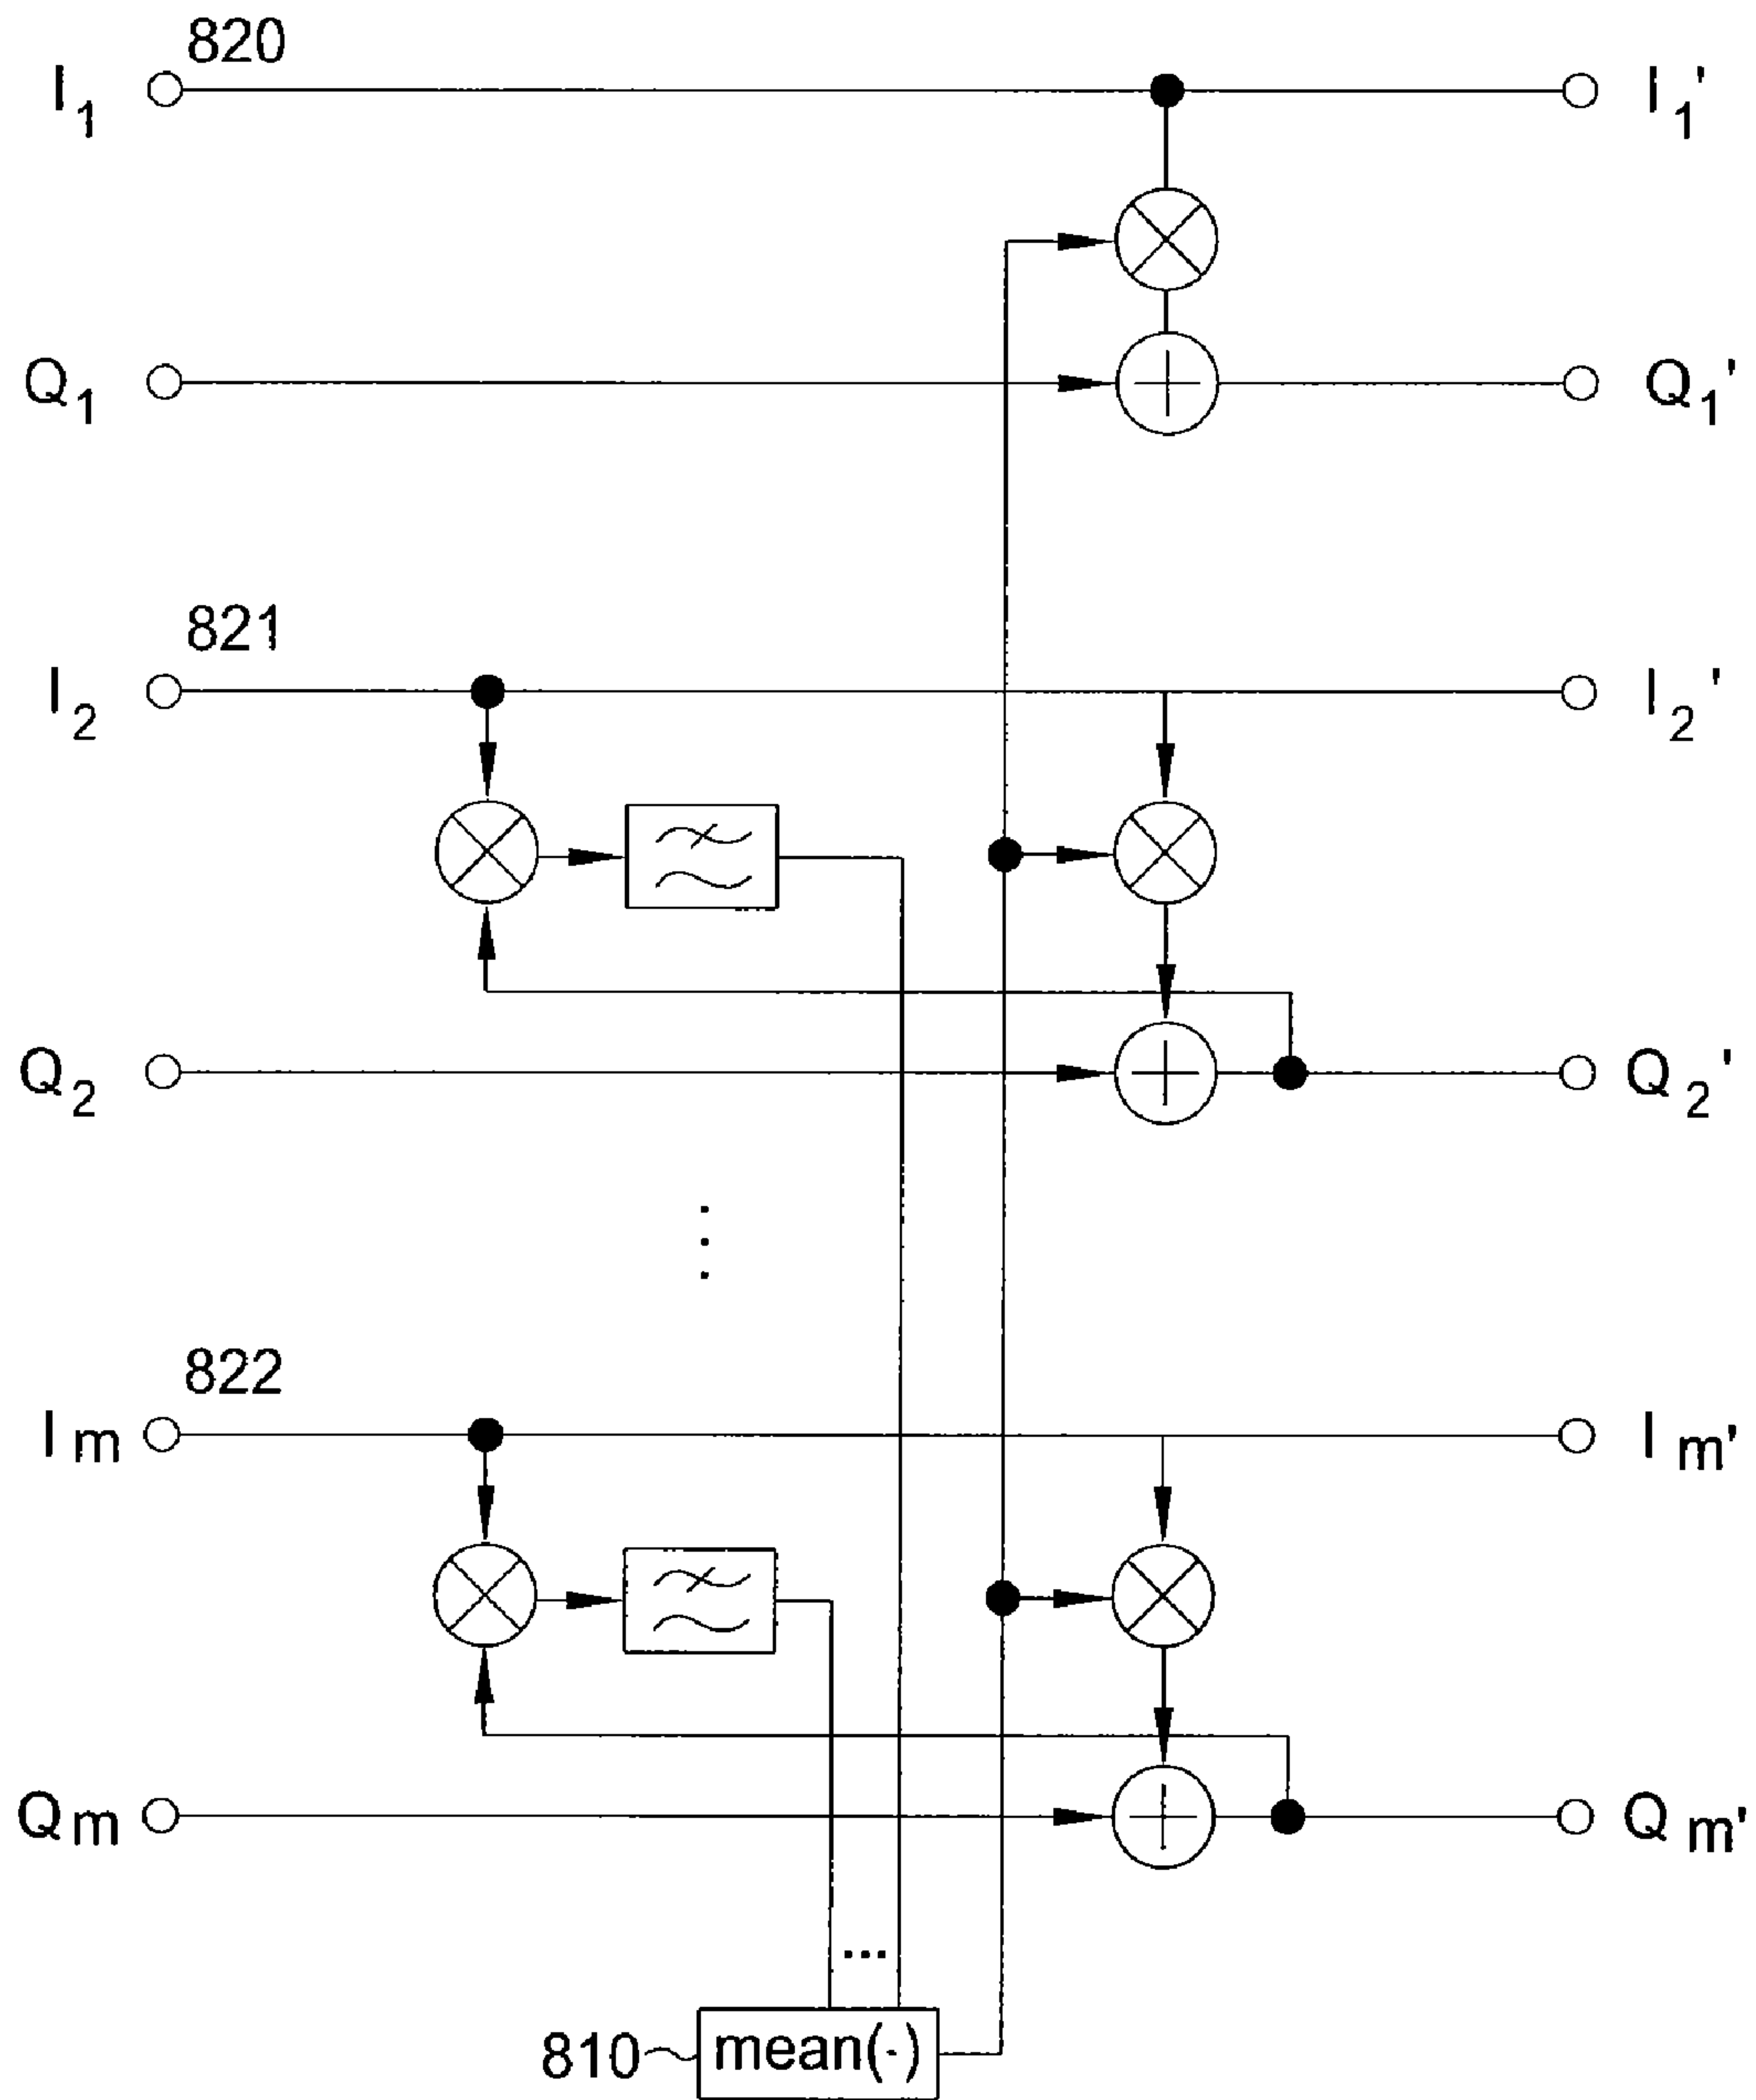 820
I1 I1'
Q1 Q1'
821
I2 I2'
Q2 Q2'
822
Im Im'
Qm Qm'
...
810 mean(·)